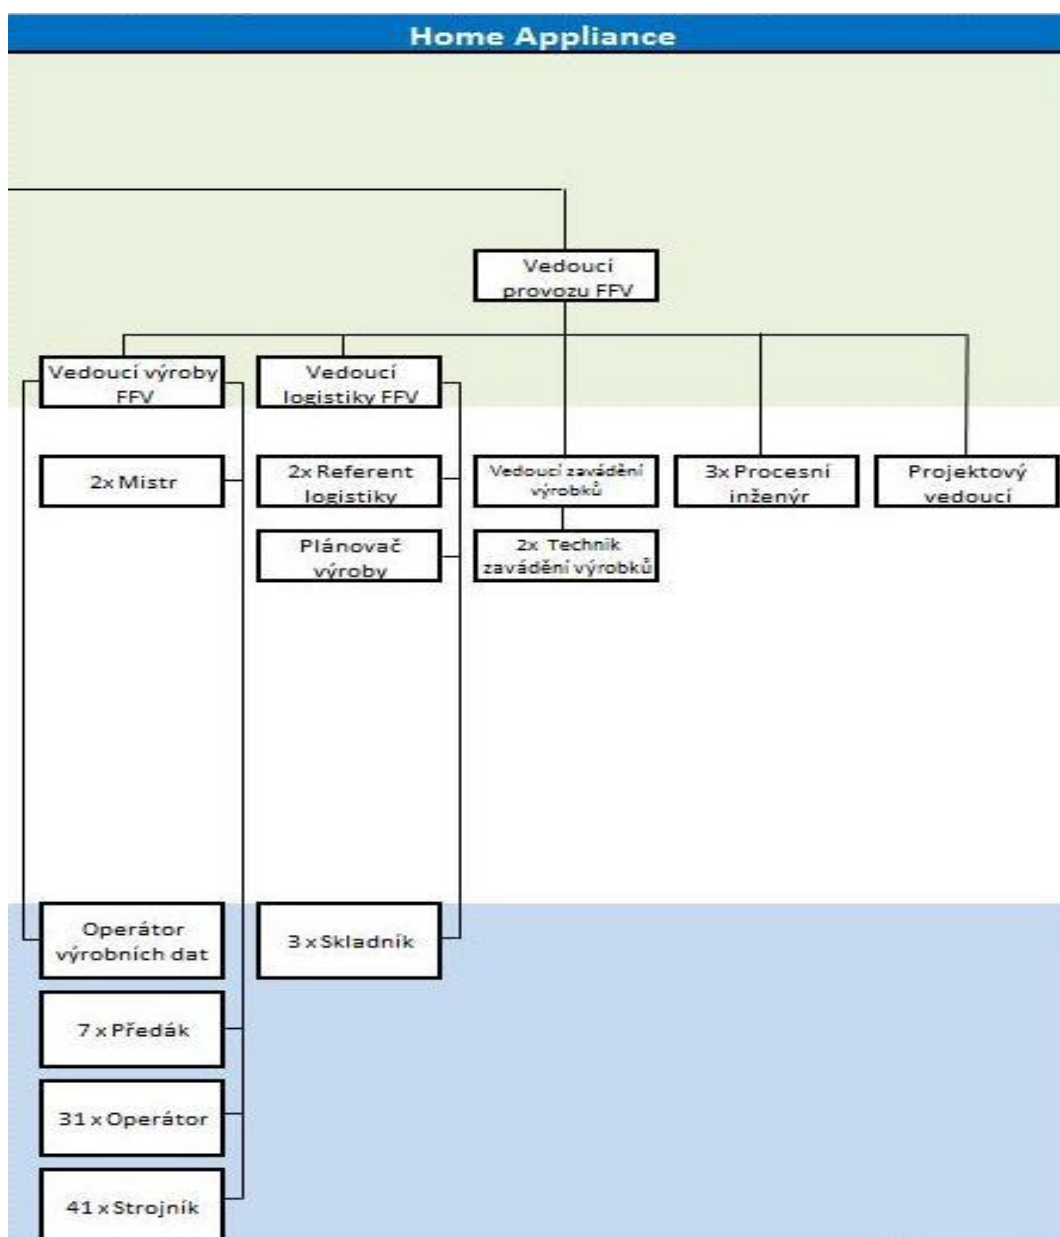 Home Appliance
Vedoucí
provozu FFV
Vedoucí výroby
FFV
Vedoucí
logistiky FFV
2x Mistr
2x Referent
logistiky
Vedoucí zavádění
výrobků
3x Procesní
inženýr
Projektový
vedoucí
Plánovač
výroby
2x Technik
zavádění výrobků
Operátor
výrobních dat
3 x Skladník
7 x Předák
31 x Operátor
41 x Strojník